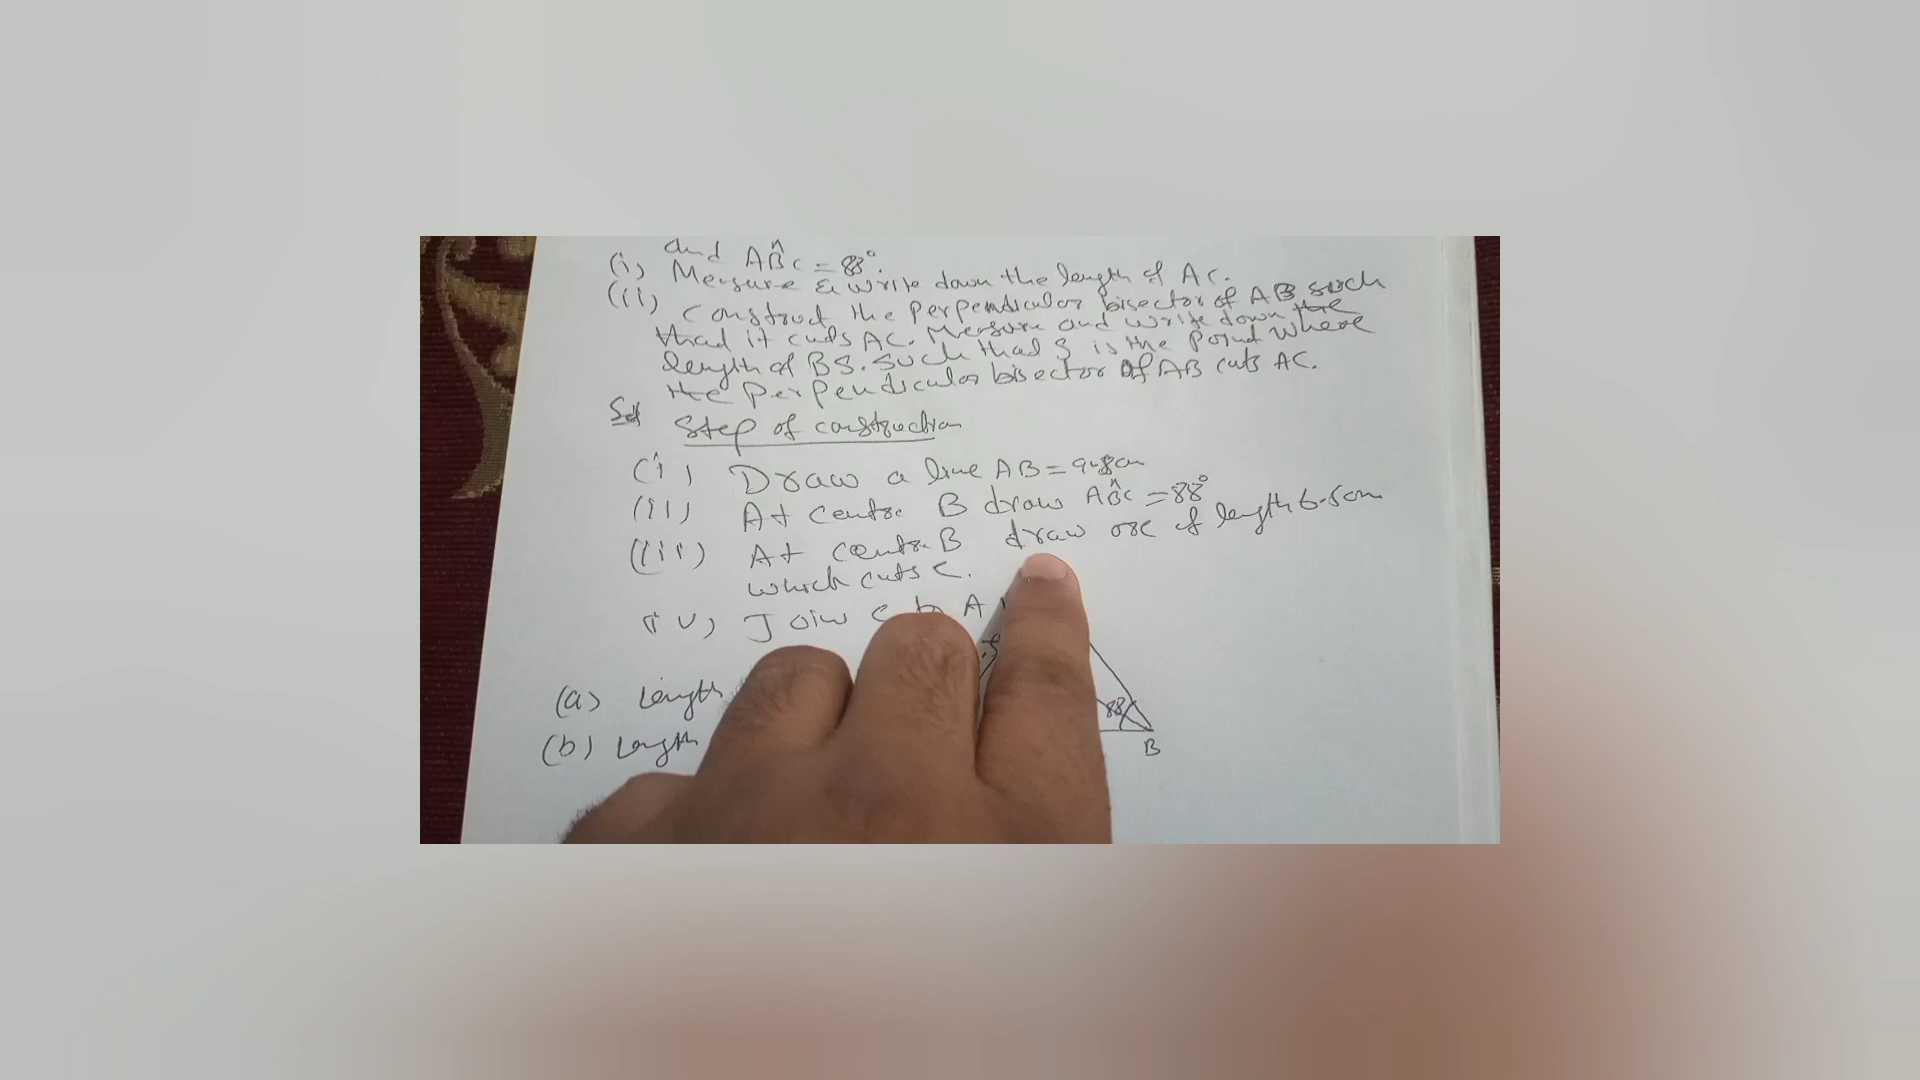 and AB̂C = 88°.
(i) Measure & write down the length of AC.
(ii) Construct the perpendicular bisector of AB such
that it cuts AC. Measure and write down the
length of BS. Such that S is the point where
the perpendicular bisector of AB cuts AC.
Sol Step of construction
(i) Draw a line AB = 9.8cm
(ii) At centre B draw AB̂C = 88°
(iii) At centre B draw arc of length 6.5cm
which cuts C.
(iv) Join C to A
(a) Length
(b) Length
88
B